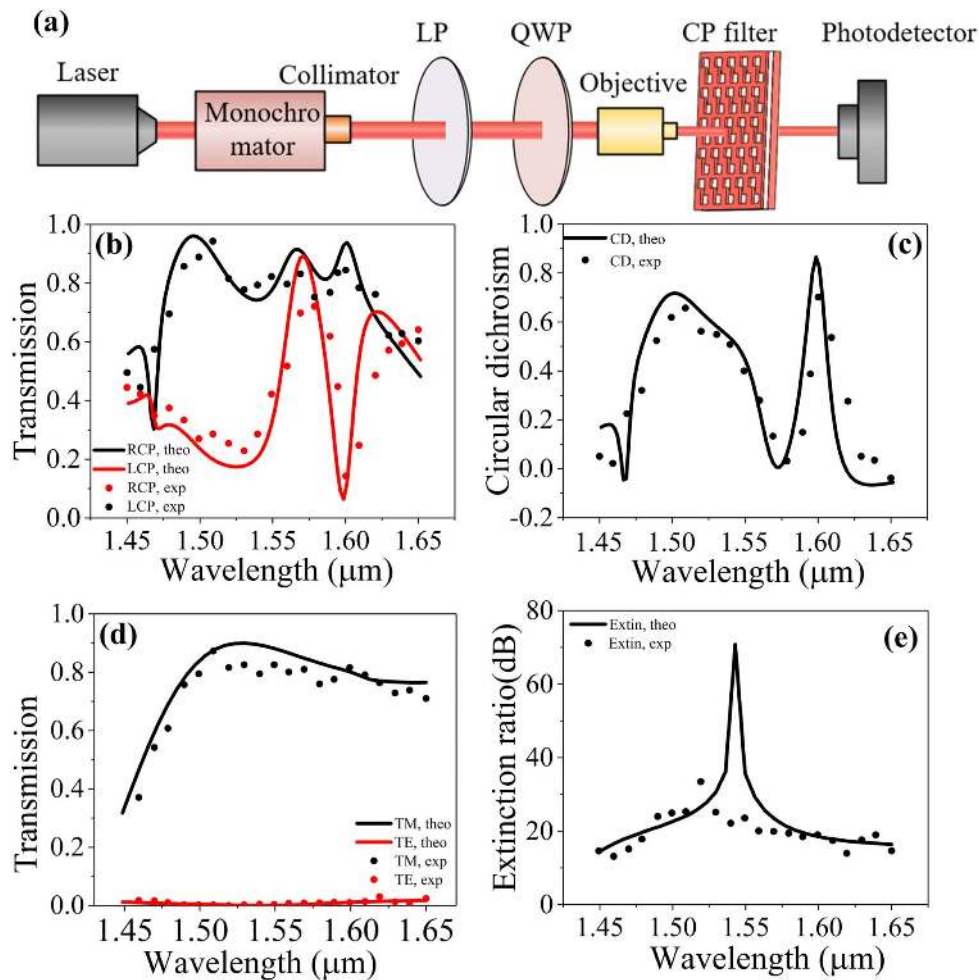 (a)
LP
QWP
CP filter
Photodetector
Laser
Collimator
Objective
Monochro
mator
(b)
1.0
0.8
0.6
0.4
0.2
0.0
Transmission
RCP, theo
LCP, theo
RCP, exp
LCP, exp
1.45 1.50 1.55 1.60 1.65
Wavelength (μm)
(c)
1.0
0.8
0.6
0.4
0.2
0.0
-0.2
Circular dichroism
CD, theo
CD, exp
1.45 1.50 1.55 1.60 1.65
Wavelength (μm)
(d)
1.0
0.8
0.6
0.4
0.2
0.0
Transmission
TM, theo
TE, theo
TM, exp
TE, exp
1.45 1.50 1.55 1.60 1.65
Wavelength (μm)
(e)
80
60
40
20
0
Extinction ratio(dB)
Extin, theo
Extin, exp
1.45 1.50 1.55 1.60 1.65
Wavelength (μm)